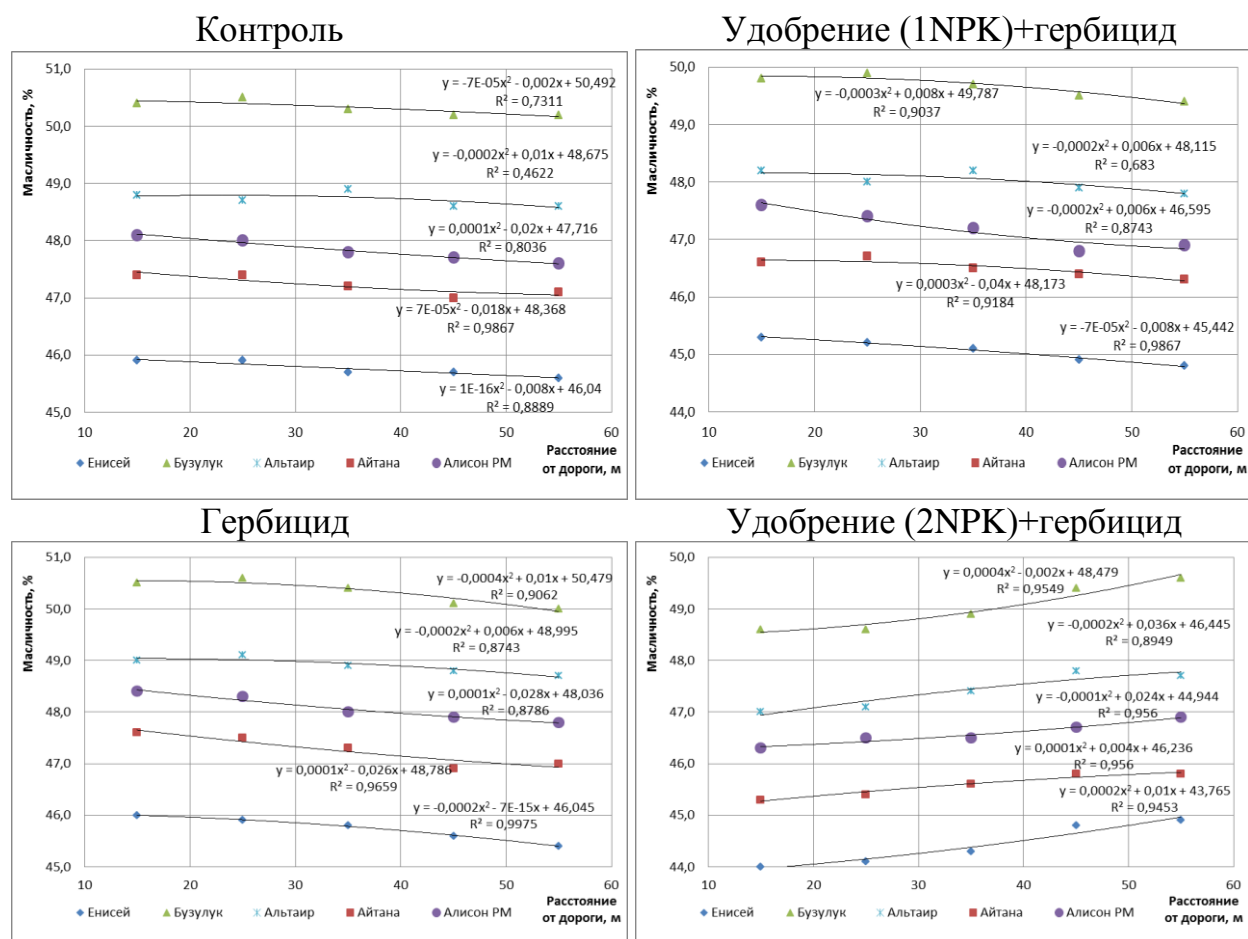 Контроль
51,0
50,0
49,0
48,0
47,0
46,0
45,0
Масличность, %
y = -7E-05x² - 0,002x + 50,492
R² = 0,7311
y = -0,0002x² + 0,01x + 48,675
R² = 0,4622
y = 0,0001x² - 0,02x + 47,716
R² = 0,8036
y = 7E-05x² - 0,018x + 48,368
R² = 0,9867
y = 1E-16x² - 0,008x + 46,04
R² = 0,8889
10 20 30 40 50 60
Расстояние
от дороги, м
Енисей Бузулук Альтаир Айтана Алисон РМ
Удобрение (1NPK)+гербицид
50,0
49,0
48,0
47,0
46,0
45,0
44,0
Масличность, %
y = -0,0003x² + 0,008x + 49,787
R² = 0,9037
y = -0,0002x² + 0,006x + 48,115
R² = 0,683
y = -0,0002x² + 0,006x + 46,595
R² = 0,8743
y = 0,0003x² - 0,04x + 48,173
R² = 0,9184
y = -7E-05x² - 0,008x + 45,442
R² = 0,9867
10 20 30 40 50 60
Расстояние
от дороги, м
Енисей Бузулук Альтаир Айтана Алисон РМ
Гербицид
51,0
50,0
49,0
48,0
47,0
46,0
45,0
Масличность, %
y = -0,0004x² + 0,01x + 50,479
R² = 0,9062
y = -0,0002x² + 0,006x + 48,995
R² = 0,8743
y = 0,0001x² - 0,028x + 48,036
R² = 0,8786
y = 0,0001x² - 0,026x + 48,786
R² = 0,9659
y = -0,0002x² - 7E-15x + 46,045
R² = 0,9975
10 20 30 40 50 60
Расстояние
от дороги, м
Енисей Бузулук Альтаир Айтана Алисон РМ
Удобрение (2NPK)+гербицид
50,0
49,0
48,0
47,0
46,0
45,0
44,0
Масличность, %
y = 0,0004x² - 0,002x + 48,479
R² = 0,9549
y = -0,0002x² + 0,036x + 46,445
R² = 0,8949
y = -0,0001x² + 0,024x + 44,944
R² = 0,956
y = 0,0001x² + 0,004x + 46,236
R² = 0,956
y = 0,0002x² + 0,01x + 43,765
R² = 0,9453
10 20 30 40 50 60
Расстояние
от дороги, м
Енисей Бузулук Альтаир Айтана Алисон РМ